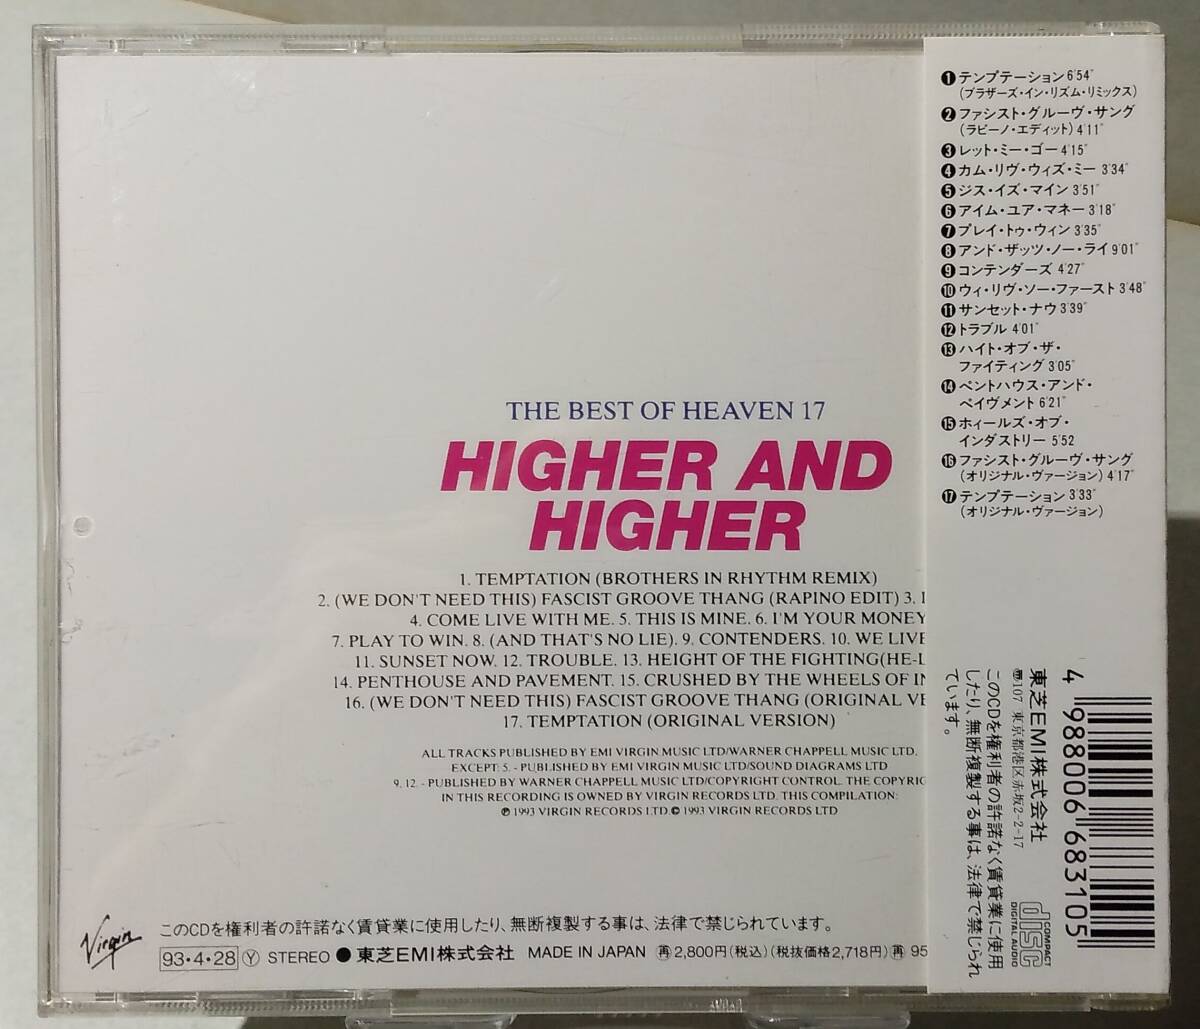 THE BEST OF HEAVEN 17
HIGHER AND
HIGHER
1. TEMPTATION (BROTHERS IN RHYTHM REMIX)
2. (WE DON'T NEED THIS) FASCIST GROOVE THANG (RAPINO EDIT) 3.
4. COME LIVE WITH ME. 5. THIS IS MINE. 6. I'M YOUR MONEY
7. PLAY TO WIN. 8. (AND THAT'S NO LIE). 9. CONTENDERS. 10. WE LIVE
11. SUNSET NOW. 12. TROUBLE. 13. HEIGHT OF THE FIGHTING(HE-L
14. PENTHOUSE AND PAVEMENT. 15. CRUSHED BY THE WHEELS OF IN
16. (WE DON'T NEED THIS) FASCIST GROOVE THANG (ORIGINAL VE
17. TEMPTATION (ORIGINAL VERSION)
ALL TRACKS PUBLISHED BY EMI VIRGIN MUSIC LTD/WARNER CHAPPELL MUSIC LTD.
EXCEPT: 5. - PUBLISHED BY EMI VIRGIN MUSIC LTD/SOUND DIAGRAMS LTD
9, 12. - PUBLISHED BY WARNER CHAPPELL MUSIC LTD/COPYRIGHT CONTROL. THE COPYRIG
IN THIS RECORDING IS OWNED BY VIRGIN RECORDS LTD. THIS COMPILATION:
℗ 1993 VIRGIN RECORDS LTD © 1993 VIRGIN RECORDS LTD
Virgin
このCDを権利者の許諾なく賃貸業に使用したり、無断複製する事は、法律で禁じられています。
93・4・28 Ⓨ STEREO ● 東芝EMI株式会社 MADE IN JAPAN 再 2,800円(税込)(税抜価格2,718円) 再 95
❶テンプテーション 6'54"
(ブラザーズ・イン・リズム・リミックス)
❷ファシスト・グルーヴ・サング
(ラピーノ・エディット) 4'11"
❸レット・ミー・ゴー 4'15"
❹カム・リヴ・ウィズ・ミー 3'34"
❺ジス・イズ・マイン 3'51"
❻アイム・ユア・マネー 3'18"
❼プレイ・トゥ・ウィン 3'35"
❽アンド・ザッツ・ノー・ライ 9'01"
❾コンテンダーズ 4'27"
❿ウィ・リヴ・ソー・ファースト 3'48"
⓫サンセット・ナウ 3'39"
⓬トラブル 4'01"
⓭ハイト・オブ・ザ・
ファイティング 3'05"
⓮ペントハウス・アンド・
ペイヴメント 6'21"
⓯ホィールズ・オブ・
インダストリー 5'52
⓰ファシスト・グルーヴ・サング
(オリジナル・ヴァージョン) 4'17"
⓱テンプテーション 3'33"
(オリジナル・ヴァージョン)
4 988006 683105
東芝EMI株式会社
〠107 東京都港区赤坂2-2-17
このCDを権利者の許諾なく賃貸業に使用
したり、無断複製する事は、法律で禁じられ
ています。
COMPACT
disc
DIGITAL AUDIO